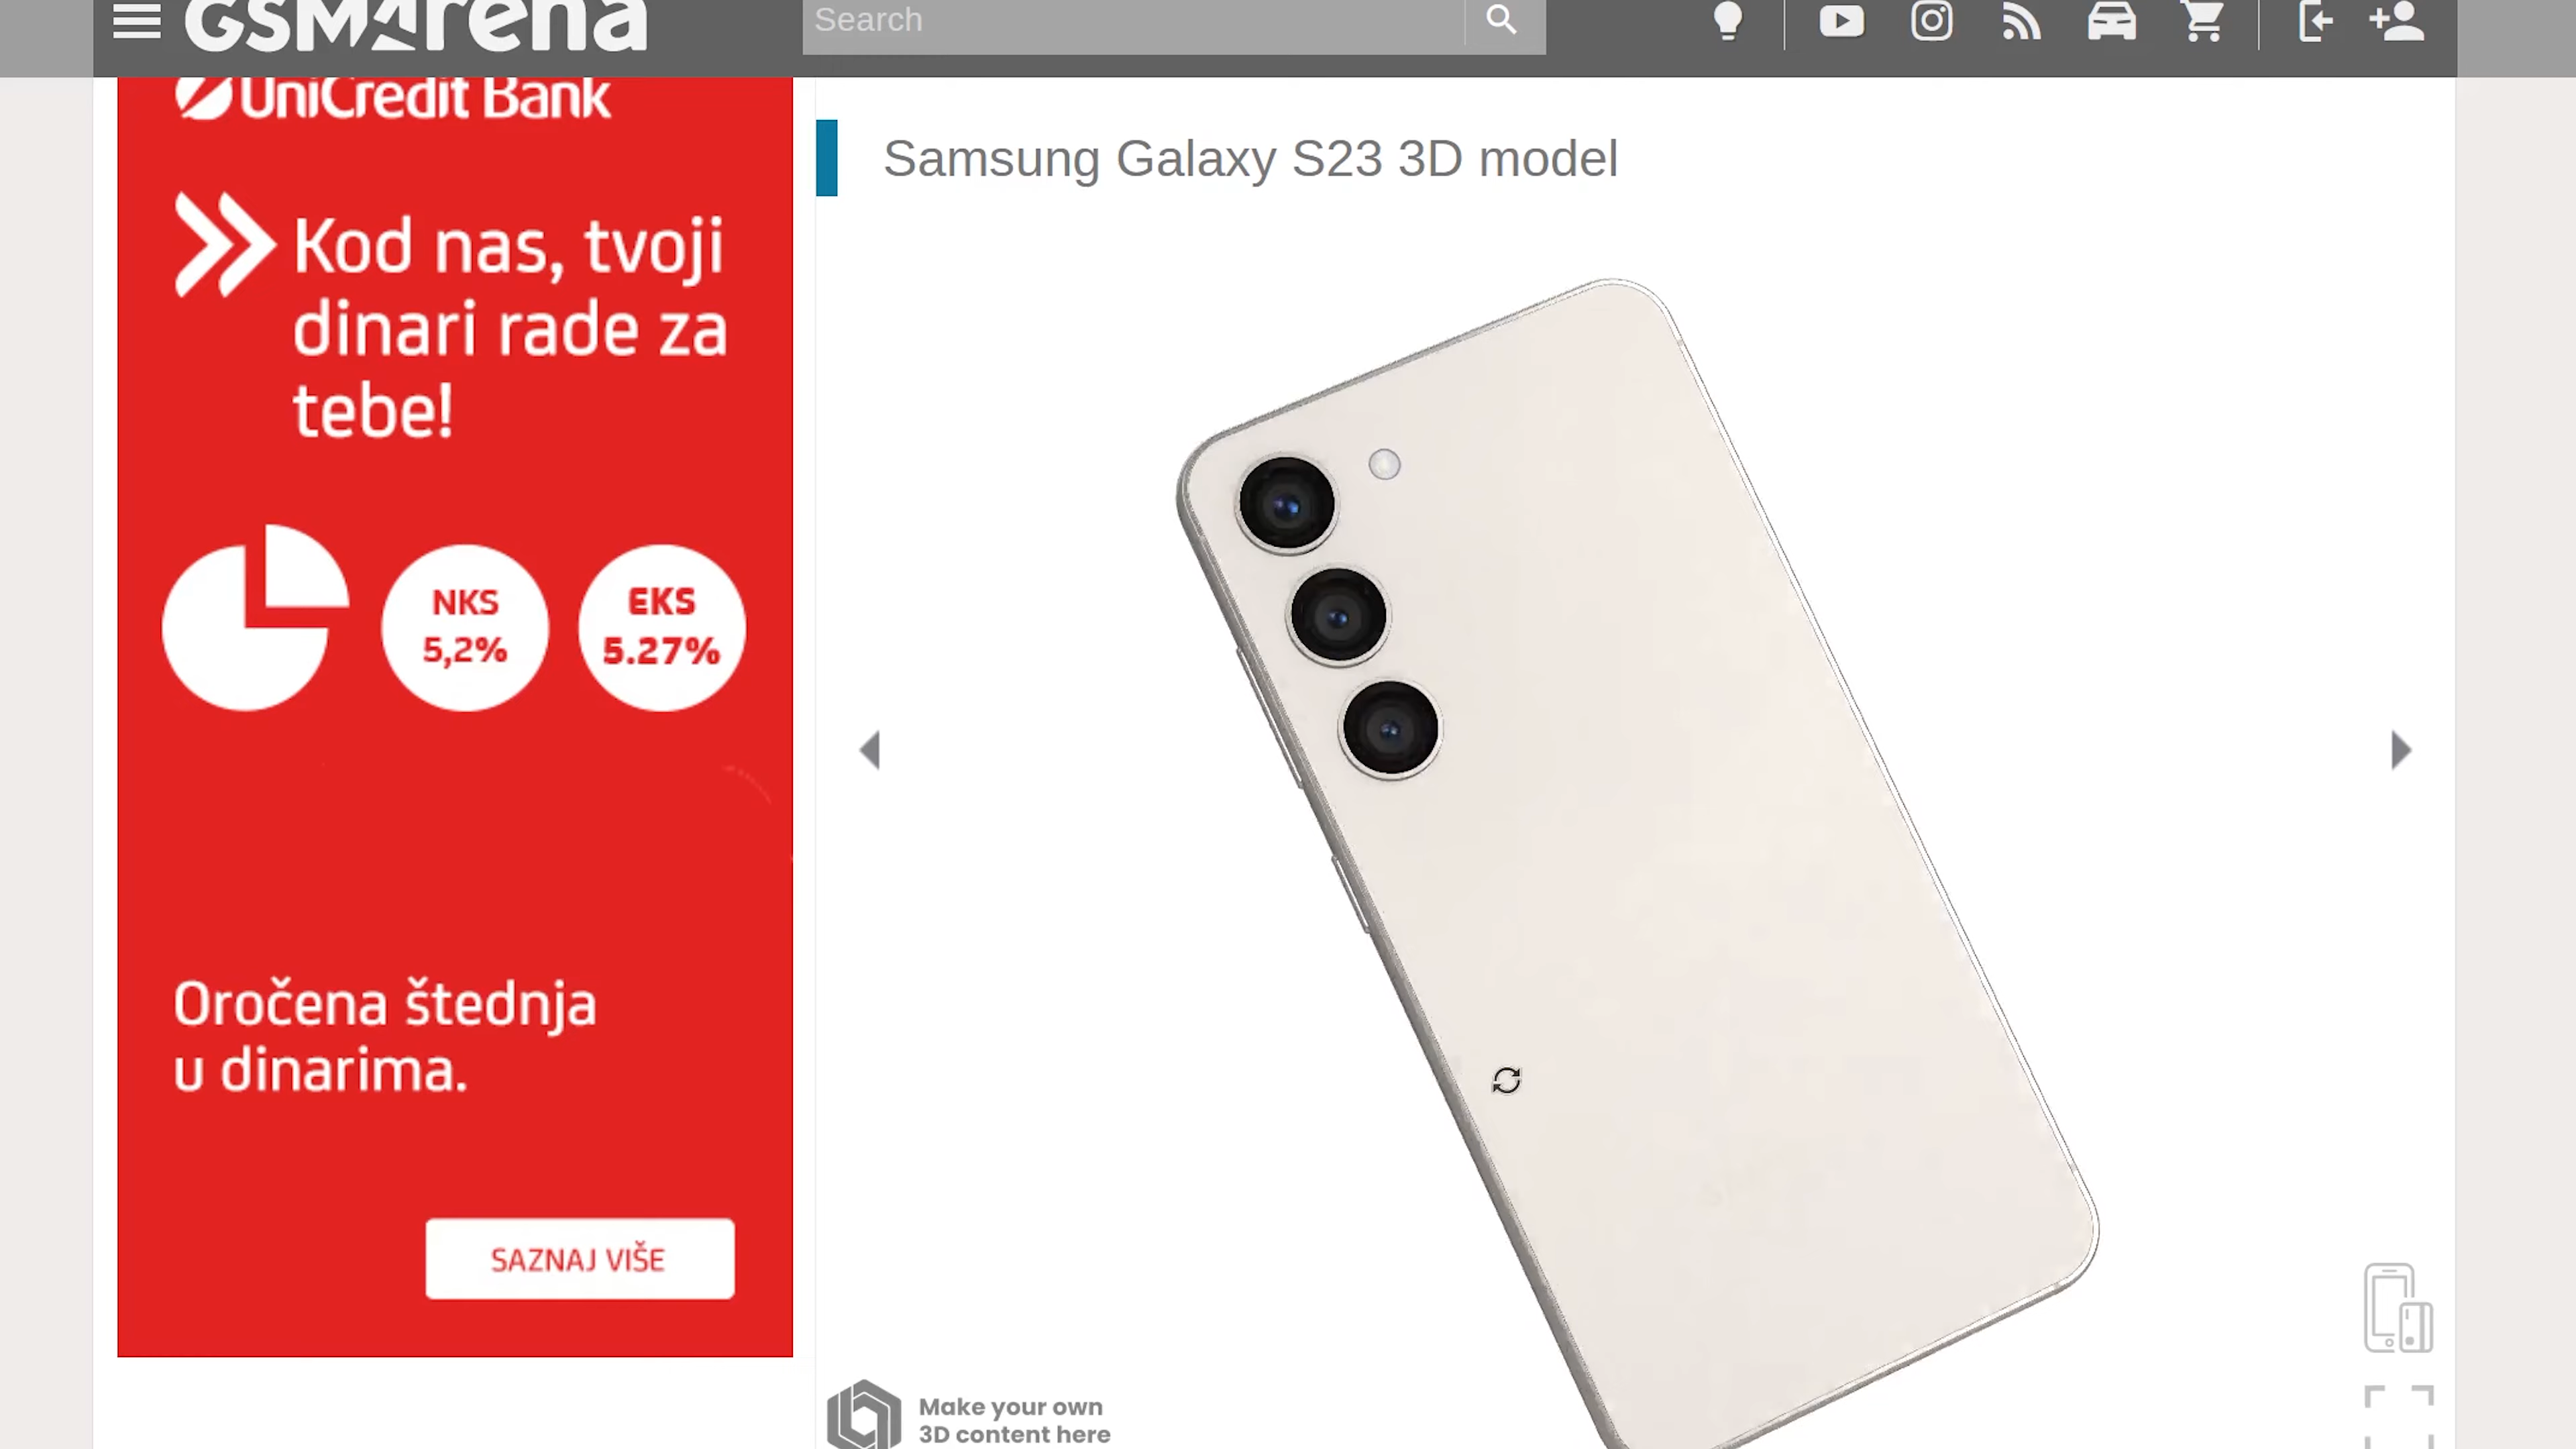 GSMArena
Search
UniCredit Bank
Samsung Galaxy S23 3D model
Kod nas, tvoji
dinari rade za
tebe!
NKS
5,2%
EKS
5.27%
Oročena štednja
u dinarima.
SAZNAJ VIŠE
Make your own
3D content here